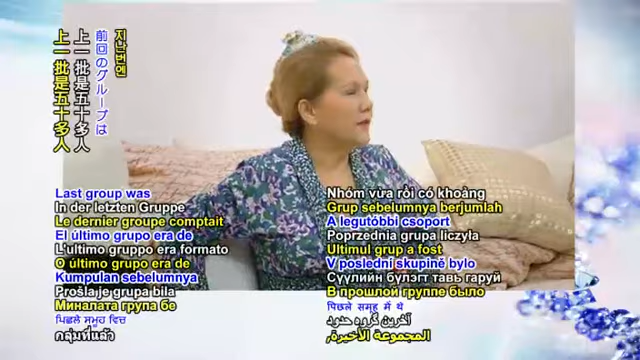 지난번엔
前回のグループは
上一批是五十多人
上一批是五十多人
Last group was
In der letzten Gruppe
Le dernier groupe comptait
El último grupo era de
L'ultimo gruppo era formato
O último grupo era de
Kumpulan sebelumnya
Prošla je grupa bila
Миналата група бе
ਪਿਛਲੇ ਸਮੂਹ ਵਿਚ
กลุ่มที่แล้ว
Nhóm vừa rồi có khoảng
Grup sebelumnya berjumlah
A legutóbbi csoport
Poprzednia grupa liczyła
Ultimul grup a fost
V poslední skupině bylo
Сүүлийн бүлэгт тавь гаруй
В прошлой группе было
पिछले समूह में थे
آخرین گروه حدود
المجموعة الأخيرة,